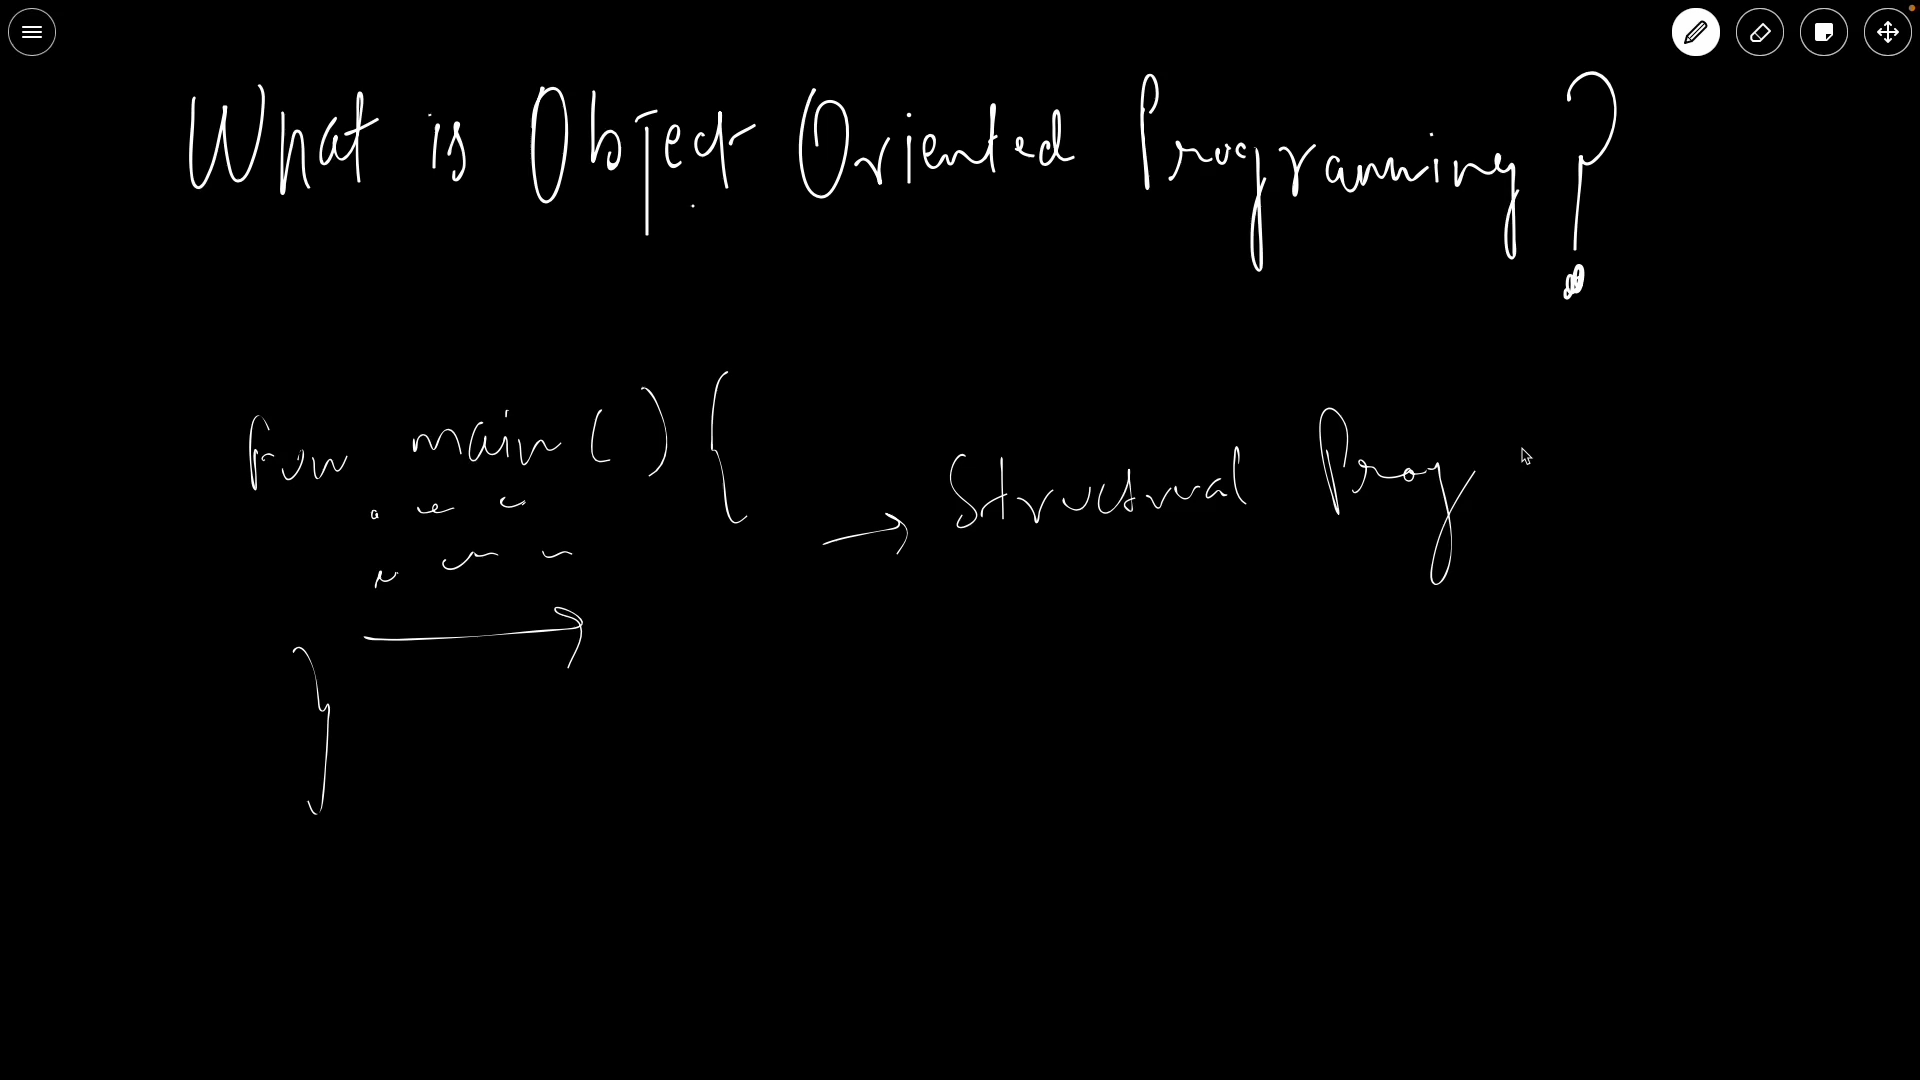 What is Object Oriented Programming?
fun main() {
→ Structural Prog
}